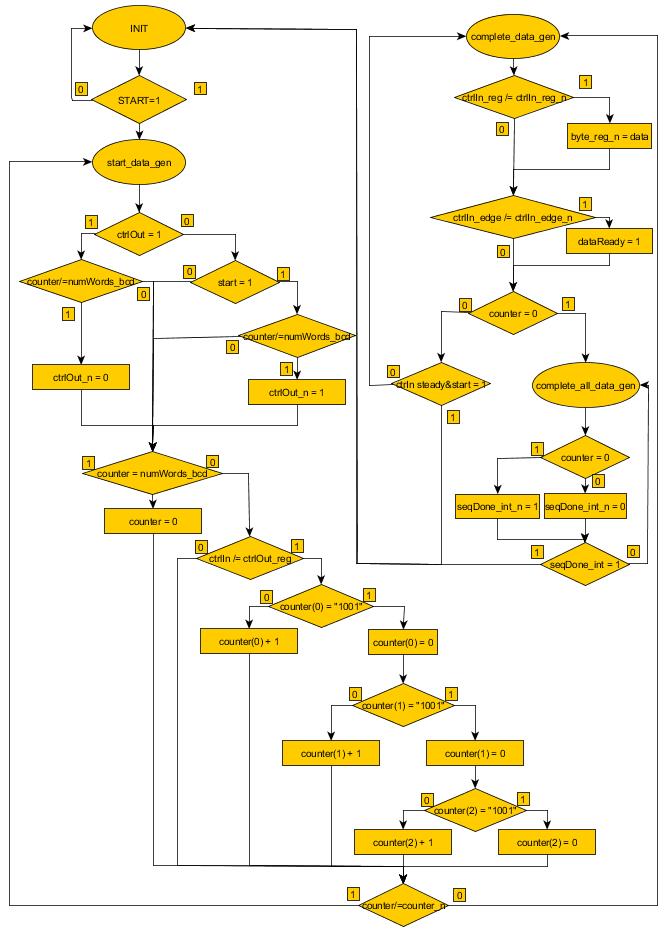 INIT
0
START=1
1
start_data_gen
1
ctrlOut = 1
0
counter/=numWords_bcd
0
0
start = 1
1
1
counter/=numWords_bcd
0
1
ctrlOut_n = 0
ctrlOut_n = 1
1
counter = numWords_bcd
0
counter = 0
0
ctrlIn /= ctrlOut_reg
1
0
counter(0) = "1001"
1
counter(0) + 1
counter(0) = 0
0
counter(1) = "1001"
1
counter(1) + 1
counter(1) = 0
0
counter(2) = "1001"
1
counter(2) + 1
counter(2) = 0
1
counter/=counter_n
0
complete_data_gen
ctrlIn_reg /= ctrlIn_reg_n
1
0
byte_reg_n = data
ctrlIn_edge /= ctrlIn_edge_n
1
dataReady = 1
0
0
counter = 0
1
0
ctrIn steady&start = 1
1
complete_all_data_gen
1
counter = 0
0
seqDone_int_n = 1
seqDone_int_n = 0
1
seqDone_int = 1
0